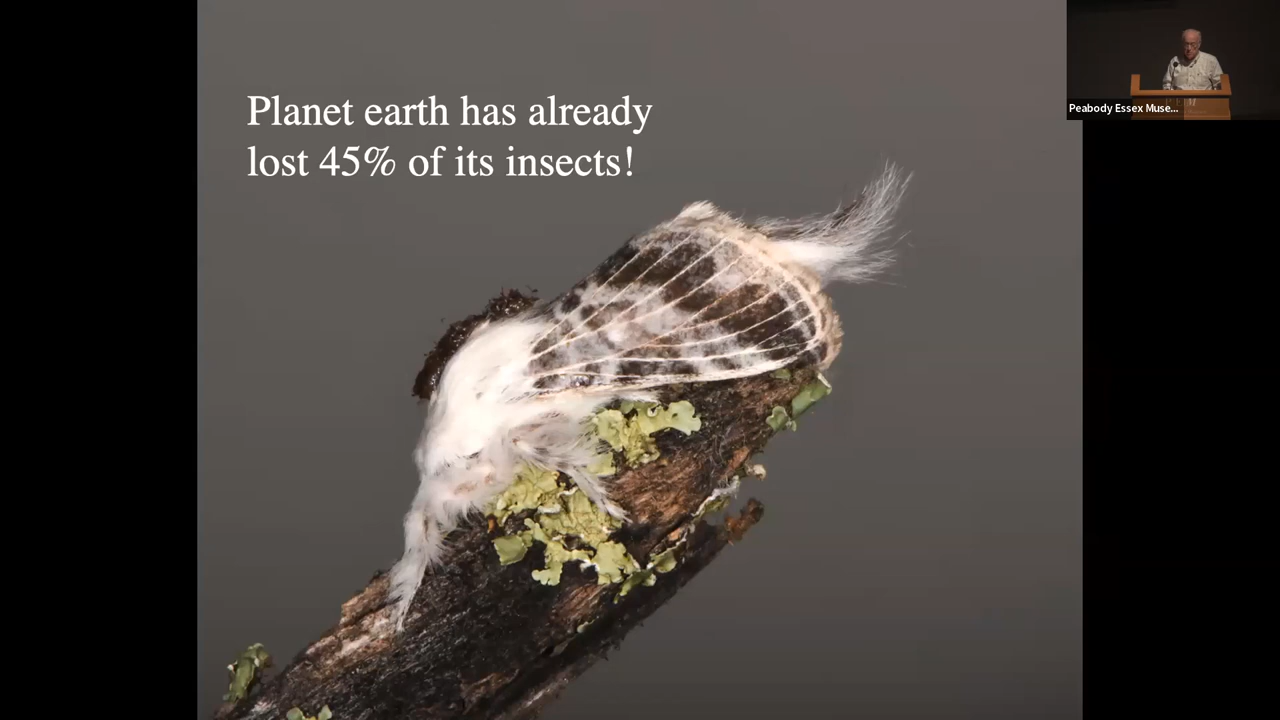 Planet earth has already
lost 45% of its insects!
Peabody Essex Muse...